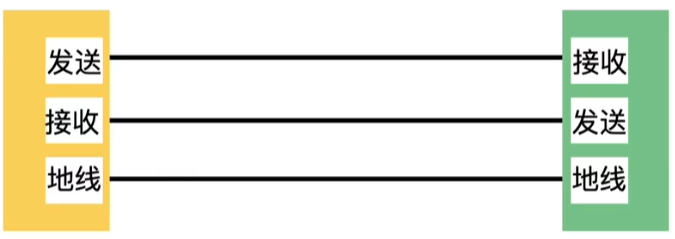 发送 接收
接收 发送
地线 地线